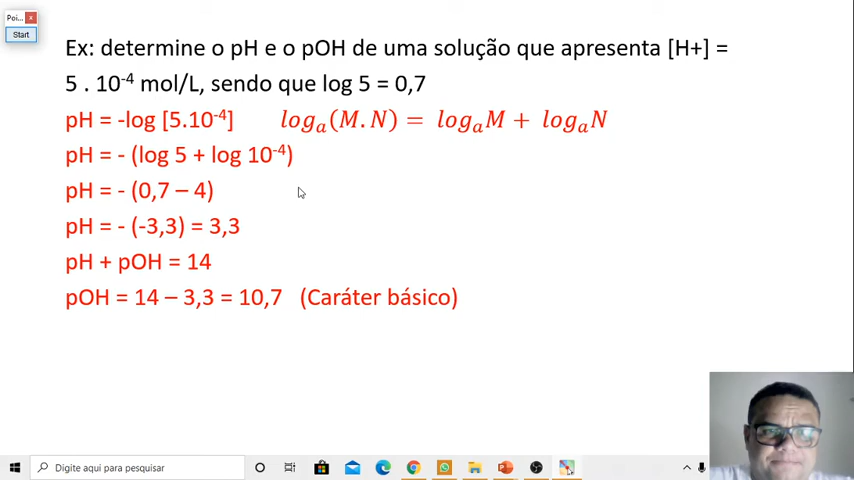 Poi...
Start
Ex: determine o pH e o pOH de uma solução que apresenta [H+] =
5 . 10⁻⁴ mol/L, sendo que log 5 = 0,7
pH = -log [5.10⁻⁴] logₐ(M.N) = logₐM + logₐN
pH = - (log 5 + log 10⁻⁴)
pH = - (0,7 – 4)
pH = - (-3,3) = 3,3
pH + pOH = 14
pOH = 14 – 3,3 = 10,7 (Caráter básico)
Digite aqui para pesquisar